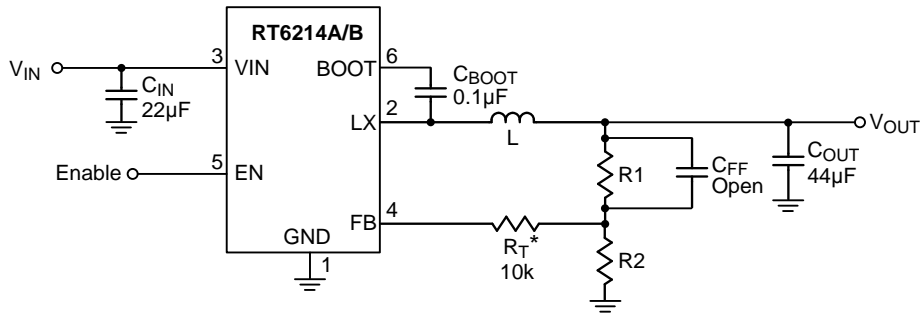 RT6214A/B
VIN
CIN
22µF
3
VIN
BOOT
6
CBOOT
0.1µF
LX
2
L
VOUT
COUT
44µF
R1
CFF
Open
Enable
5
EN
FB
4
RT*
10k
R2
GND
1